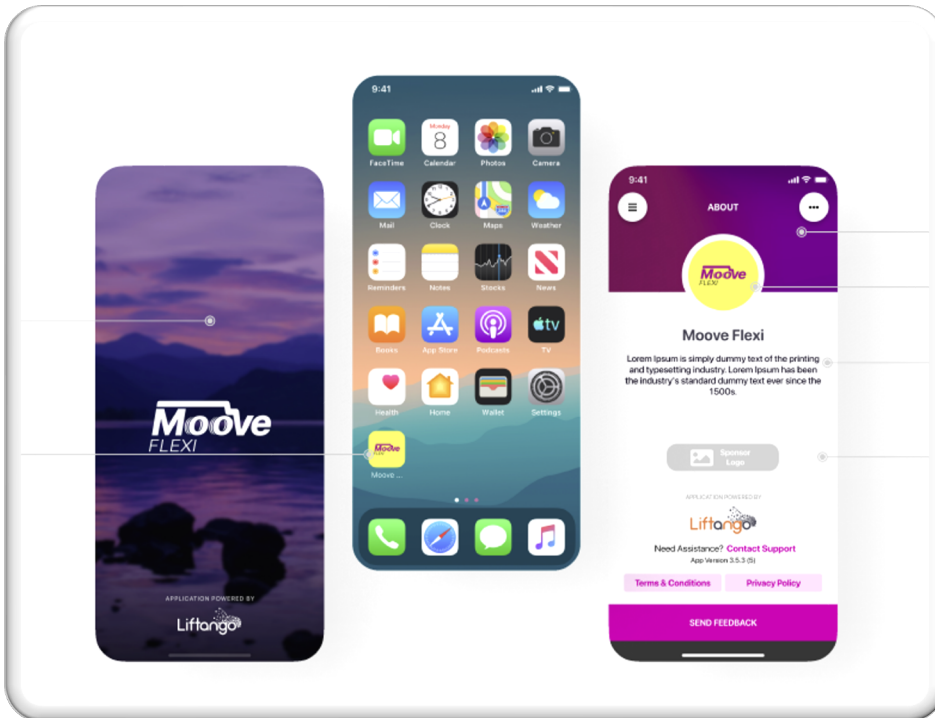 Moove
FLEXI
APPLICATION POWERED BY
Liftango
9:41
FaceTime
Monday
8
Calendar
Photos
Camera
Mail
Clock
Maps
Weather
Reminders
Notes
Stocks
News
Books
App Store
Podcasts
tv
TV
Health
Home
Wallet
Settings
Moove
Moove ...
9:41
ABOUT
Moove
FLEXI
Moove Flexi
Lorem Ipsum is simply dummy text of the printing
and typesetting industry. Lorem Ipsum has been
the industry's standard dummy text ever since the
1500s.
Sponsor
Logo
APPLICATION POWERED BY
Liftango
Need Assistance? Contact Support
App Version 3.5.3 (5)
Terms & Conditions
Privacy Policy
SEND FEEDBACK